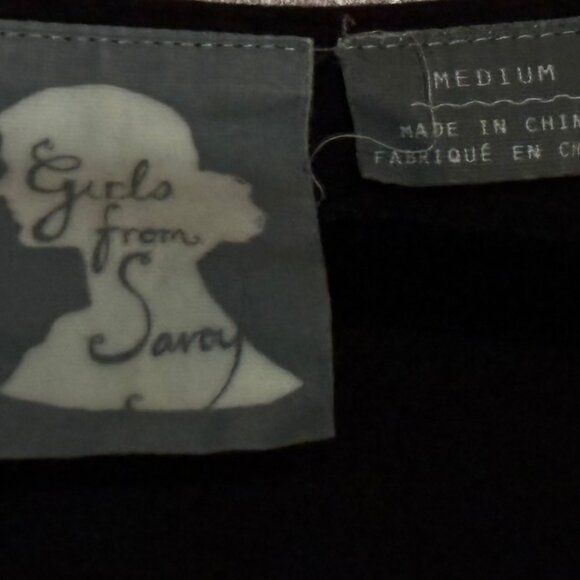 Girls
from
Savoy
MEDIUM
MADE IN CHIN
FABRIQUÉ EN CH